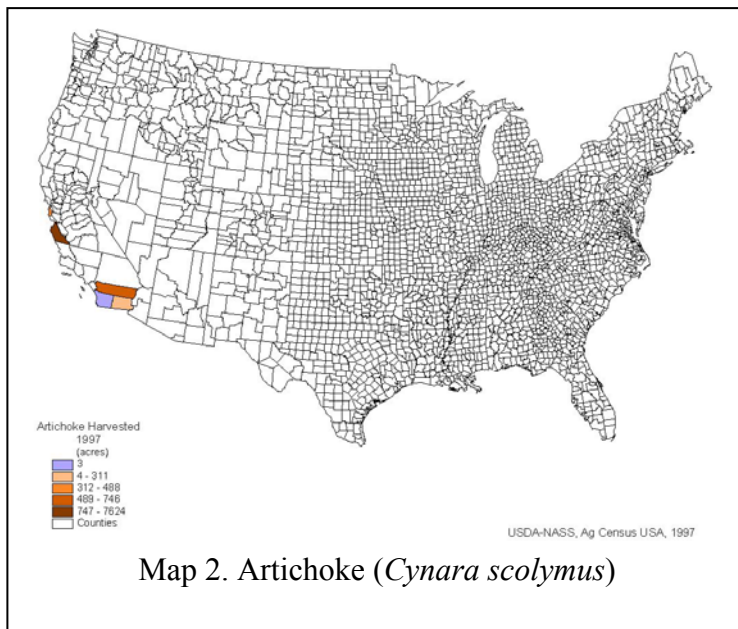 Artichoke Harvested
1997
(acres)
3
4 - 311
312 - 488
489 - 746
747 - 7624
Counties
USDA-NASS, Ag Census USA, 1997
Map 2. Artichoke (Cynara scolymus)